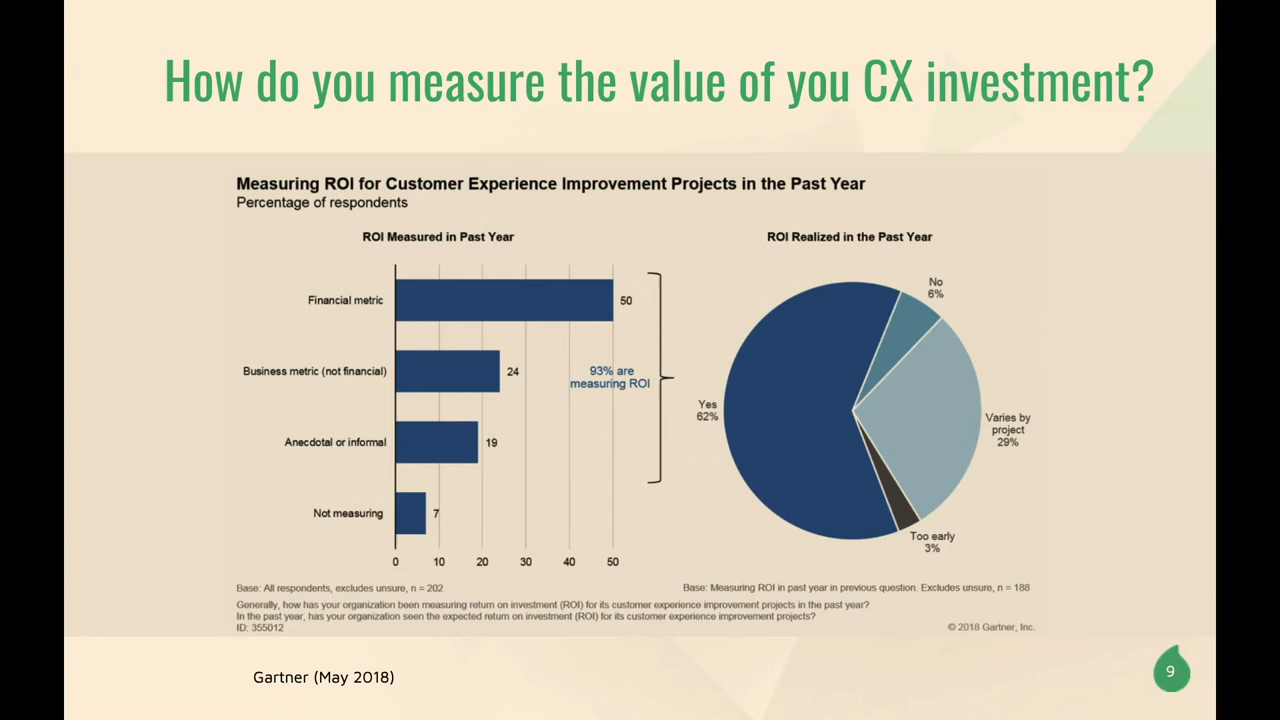 How do you measure the value of you CX investment?
Measuring ROI for Customer Experience Improvement Projects in the Past Year
Percentage of respondents
ROI Measured in Past Year
Financial metric
50
Business metric (not financial)
24
Anecdotal or informal
19
Not measuring
7
0 10 20 30 40 50
93% are
measuring ROI
ROI Realized in the Past Year
No
6%
Yes
62%
Varies by
project
29%
Too early
3%
Base: All respondents, excludes unsure, n = 202
Base: Measuring ROI in past year in previous question. Excludes unsure, n = 188
Generally, how has your organization been measuring return on investment (ROI) for its customer experience improvement projects in the past year?
In the past year, has your organization seen the expected return on investment (ROI) for its customer experience improvement projects?
ID: 355012
© 2018 Gartner, Inc.
Gartner (May 2018)
9